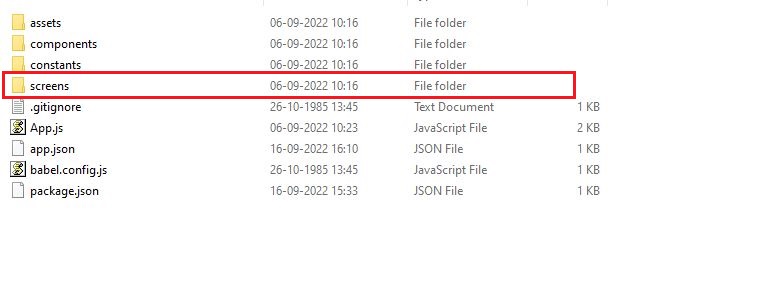 assets 06-09-2022 10:16 File folder
components 06-09-2022 10:16 File folder
constants 06-09-2022 10:16 File folder
screens 06-09-2022 10:16 File folder
.gitignore 26-10-1985 13:45 Text Document 1 KB
App.js 06-09-2022 10:23 JavaScript File 2 KB
app.json 16-09-2022 16:10 JSON File 1 KB
babel.config.js 26-10-1985 13:45 JavaScript File 1 KB
package.json 16-09-2022 15:33 JSON File 1 KB